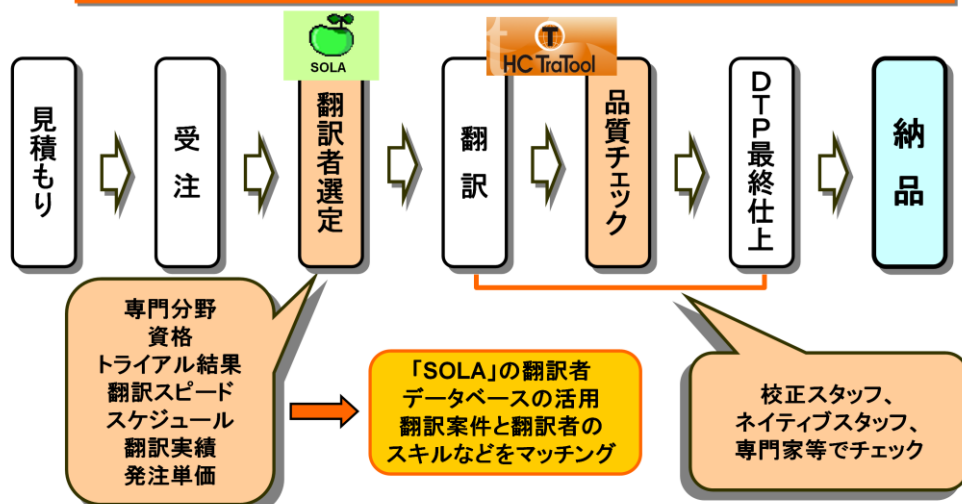 SOLA
HC TraTool
見積もり
受注
翻訳者選定
翻訳
品質チェック
DTP最終仕上
納品
専門分野
資格
トライアル結果
翻訳スピード
スケジュール
翻訳実績
発注単価
「SOLA」の翻訳者
データベースの活用
翻訳案件と翻訳者の
スキルなどをマッチング
校正スタッフ、
ネイティブスタッフ、
専門家等でチェック